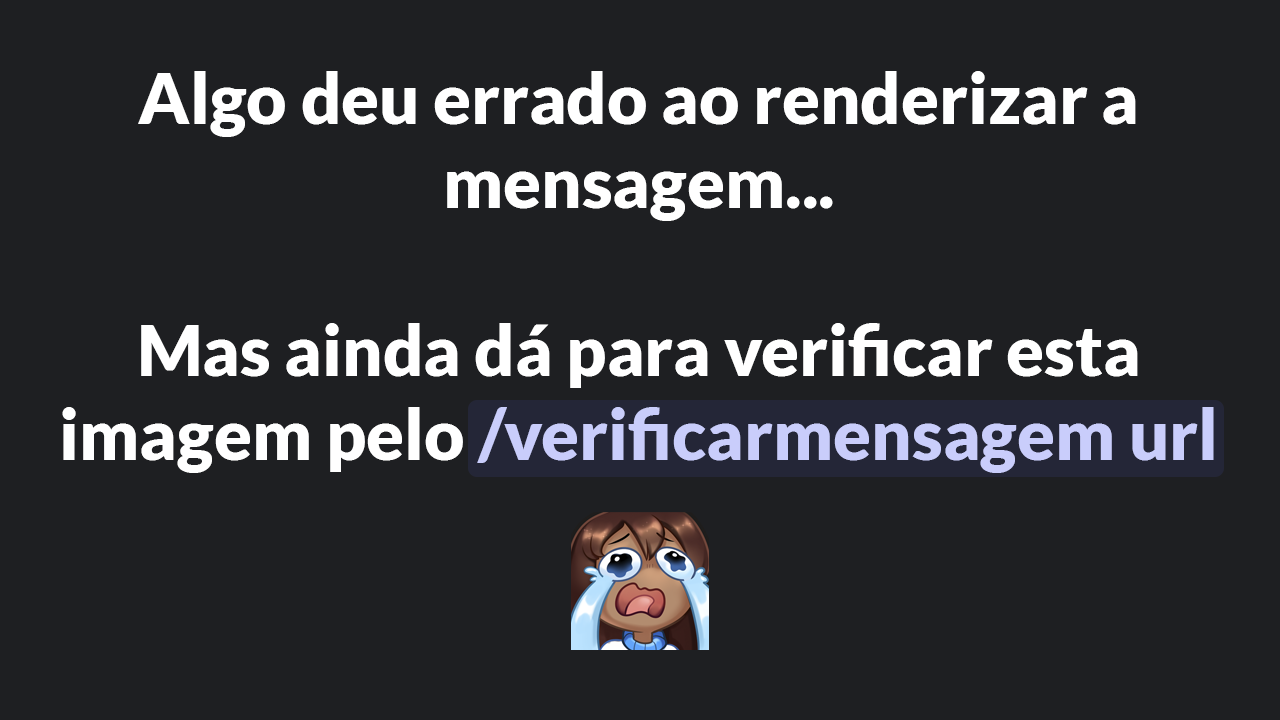 Algo deu errado ao renderizar a
mensagem...
Mas ainda dá para verificar esta
imagem pelo /verificarmensagem url